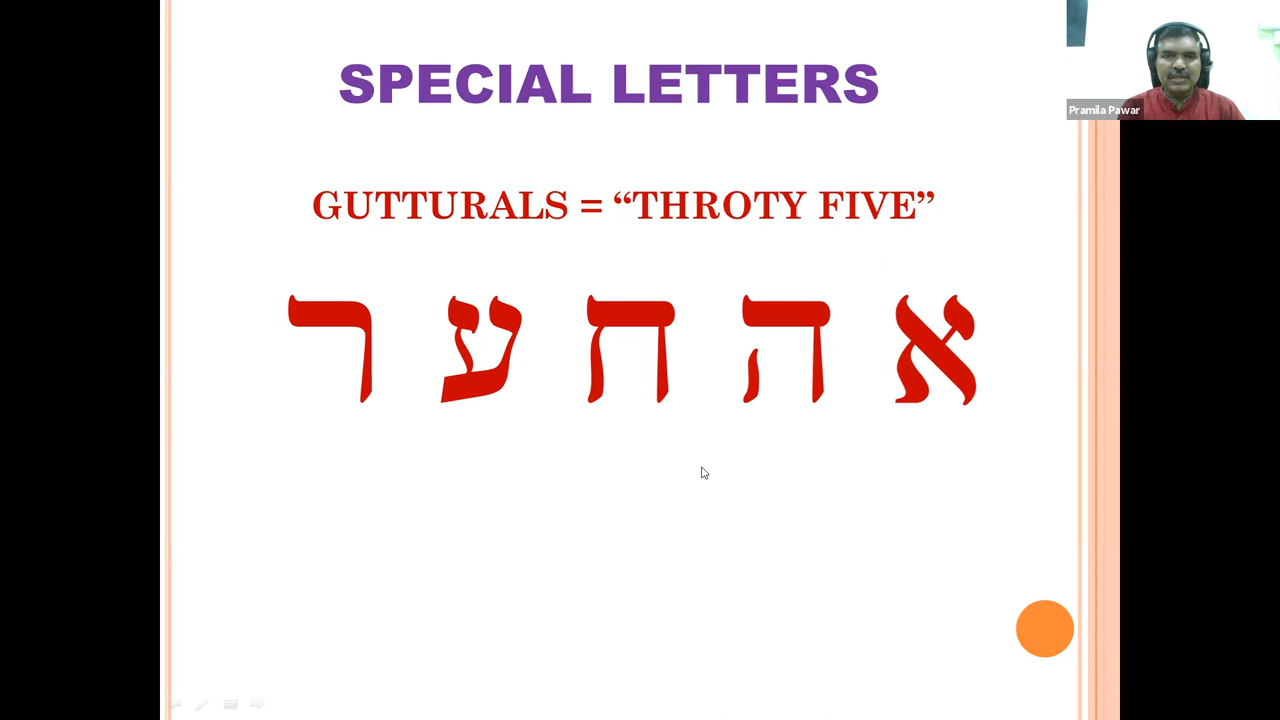 SPECIAL LETTERS
Pramila Pawar
GUTTURALS = “THROTY FIVE”
א ה ח ע ר